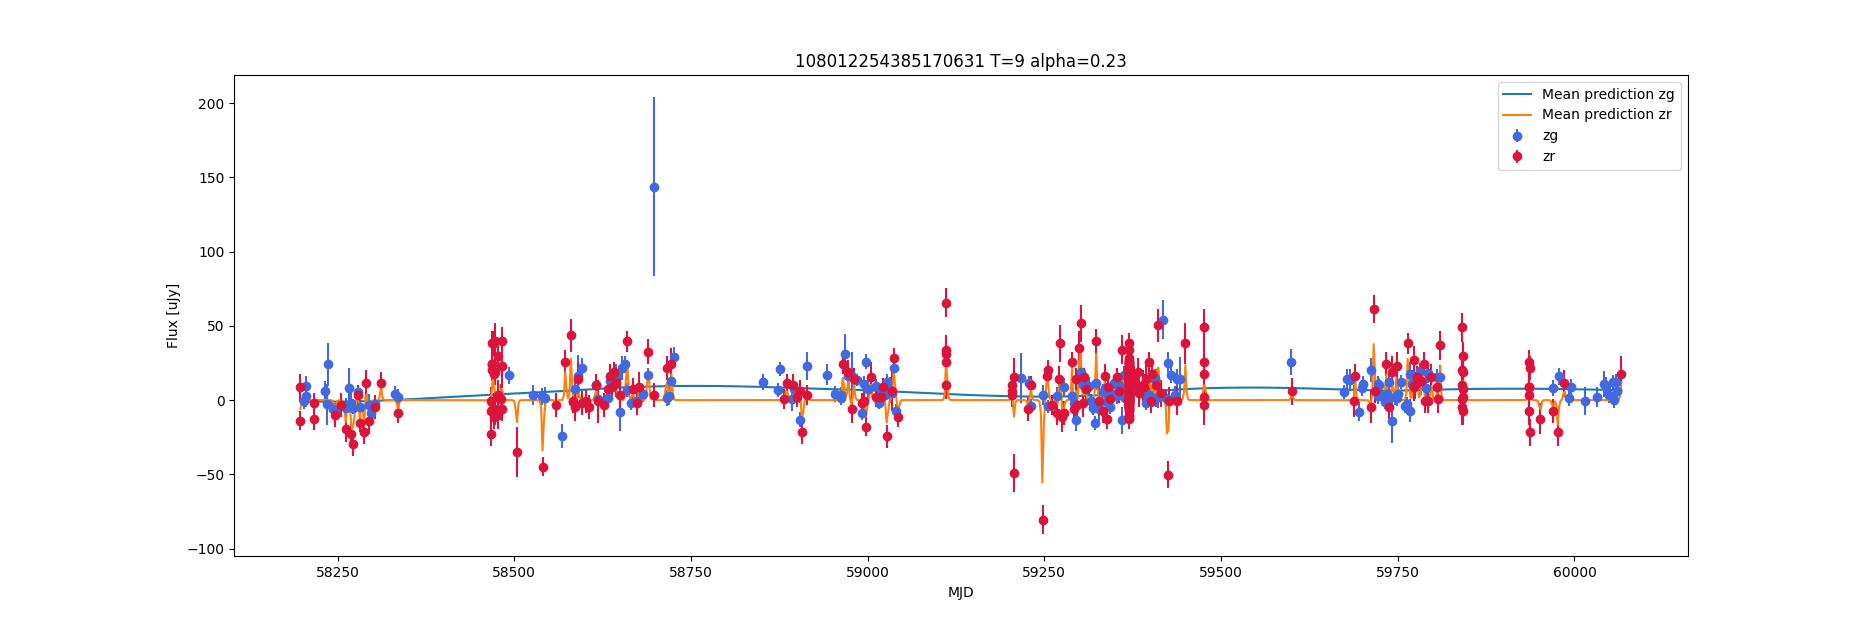 108012254385170631 T=9 alpha=0.23
Mean prediction zg
Mean prediction zr
zg
zr
Flux [uJy]
200
150
100
50
0
−50
−100
58250 58500 58750 59000 59250 59500 59750 60000
MJD